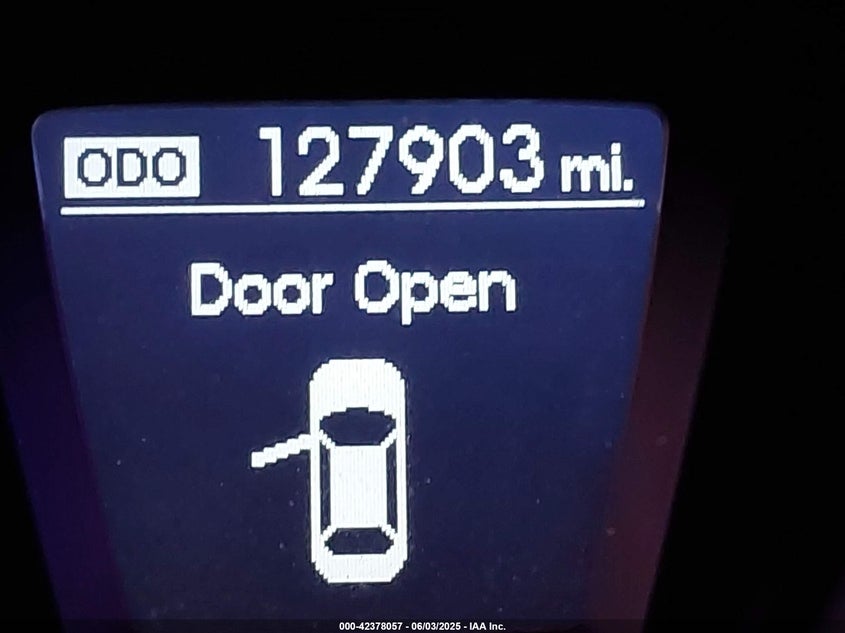 ODO 127903 mi.
Door Open
000-42378057 - 06/03/2025 - IAA Inc.